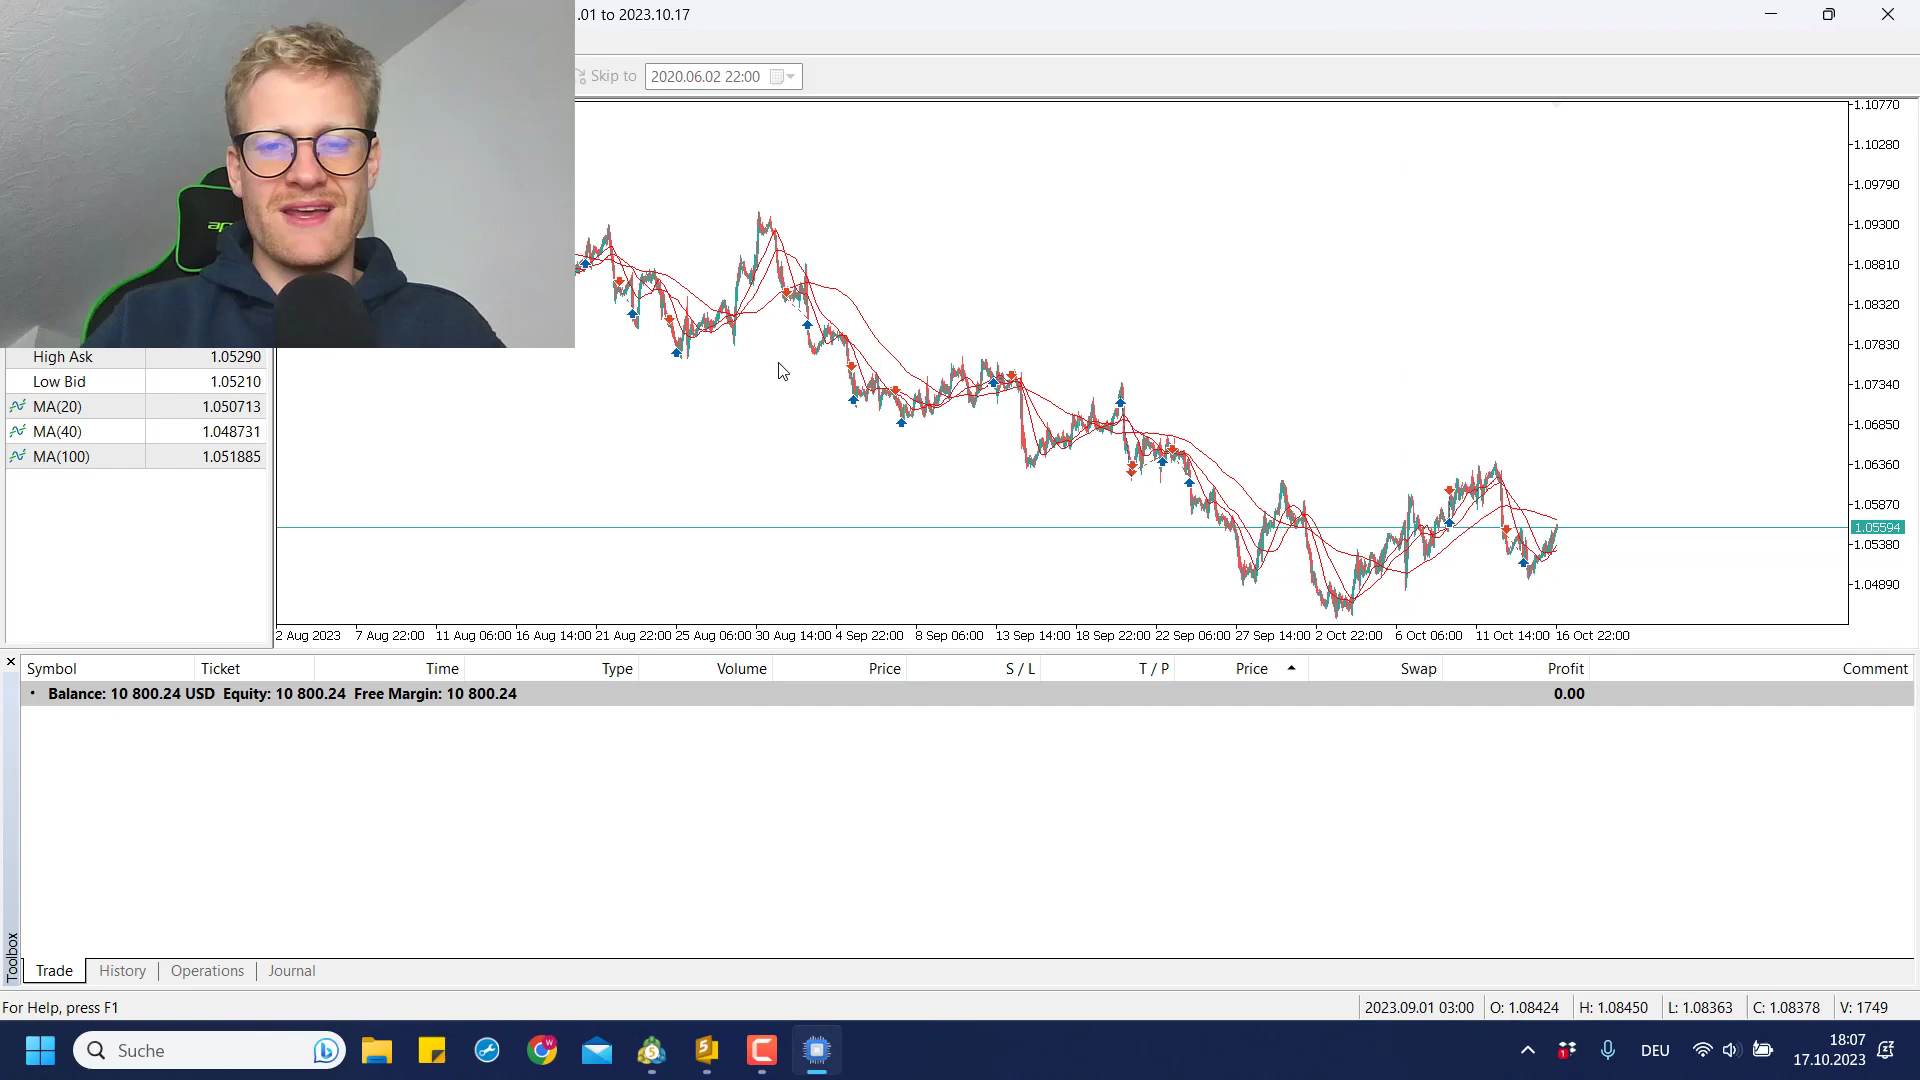 .01 to 2023.10.17
Skip to 2020.06.02 22:00
1.10770
1.10280
1.09790
1.09300
1.08810
1.08320
1.07830
1.07340
1.06850
1.06360
1.05870
1.05594
1.05380
1.04890
High Ask 1.05290
Low Bid 1.05210
MA(20) 1.050713
MA(40) 1.048731
MA(100) 1.051885
2 Aug 2023 7 Aug 22:00 11 Aug 06:00 16 Aug 14:00 21 Aug 22:00 25 Aug 06:00 30 Aug 14:00 4 Sep 22:00 8 Sep 06:00 13 Sep 14:00 18 Sep 22:00 22 Sep 06:00 27 Sep 14:00 2 Oct 22:00 6 Oct 06:00 11 Oct 14:00 16 Oct 22:00
Symbol Ticket Time Type Volume Price S / L T / P Price Swap Profit Comment
Balance: 10 800.24 USD Equity: 10 800.24 Free Margin: 10 800.24 0.00
Toolbox
Trade History Operations Journal
For Help, press F1
2023.09.01 03:00 O: 1.08424 H: 1.08450 L: 1.08363 C: 1.08378 V: 1749
Suche
DEU
18:07
17.10.2023